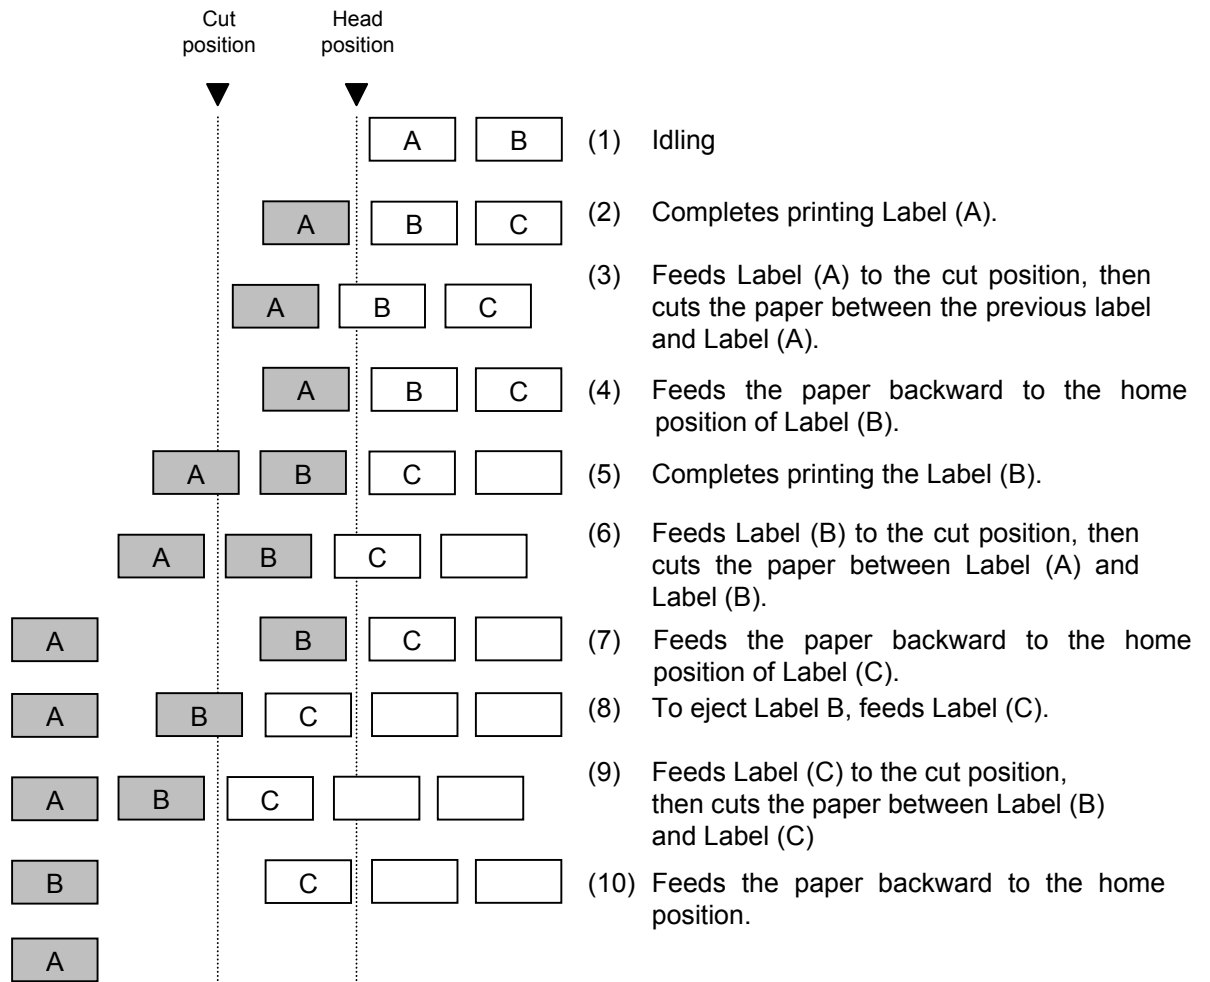 Cut position
Head position
A B (1) Idling
A B C (2) Completes printing Label (A).
A B C (3) Feeds Label (A) to the cut position, then
cuts the paper between the previous label
and Label (A).
A B C (4) Feeds the paper backward to the home
position of Label (B).
A B C (5) Completes printing the Label (B).
A B C (6) Feeds Label (B) to the cut position, then
cuts the paper between Label (A) and
Label (B).
A B C (7) Feeds the paper backward to the home
position of Label (C).
A B C (8) To eject Label B, feeds Label (C).
A B C (9) Feeds Label (C) to the cut position,
then cuts the paper between Label (B)
and Label (C)
B C (10) Feeds the paper backward to the home
position.
A